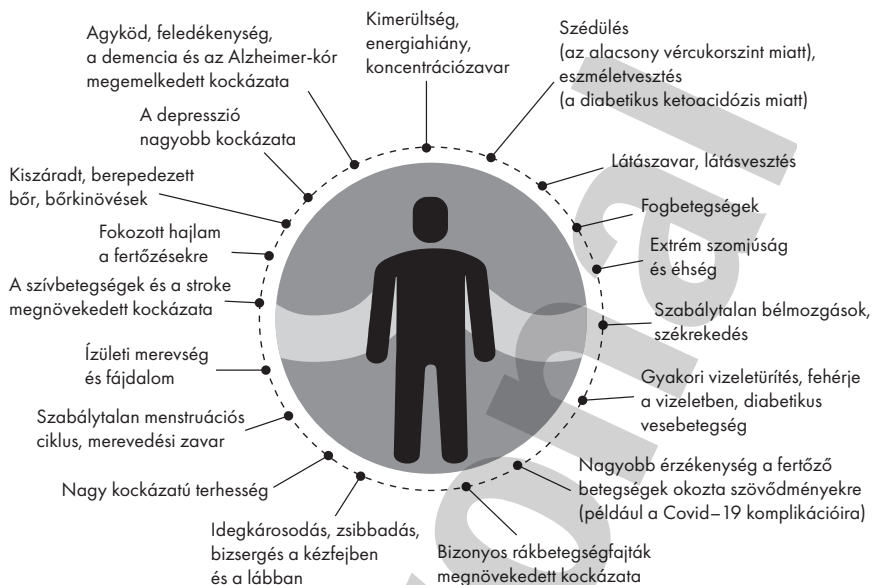 Kimerültség,
energiahiány,
koncentrációzavar
Szédülés
(az alacsony vércukorszint miatt),
eszméletvesztés
(a diabetikus ketoacidózis miatt)
Látászavar, látásvesztés
Fogbetegségek
Extrém szomjúság
és éhség
Szabálytalan bélmozgások,
székrekedés
Gyakori vizeletürítés, fehérje
a vizeletben, diabetikus
vesebetegség
Nagyobb érzékenység a fertőző
betegségek okozta szövődményekre
(például a Covid–19 komplikációira)
Bizonyos rákbetegségfajták
megnövekedett kockázata
Idegkárosodás, zsibbadás,
bizsergés a kézfejben
és a lábban
Nagy kockázatú terhesség
Szabálytalan menstruációs
ciklus, merevedési zavar
Ízületi merevség
és fájdalom
A szívbetegségek és a stroke
megnövekedett kockázata
Fokozott hajlam
a fertőzésekre
Kiszáradt, berepedezett
bőr, bőrkinövések
A depresszió
nagyobb kockázata
Agyköd, feledékenység,
a demencia és az Alzheimer-kór
megemelkedett kockázata